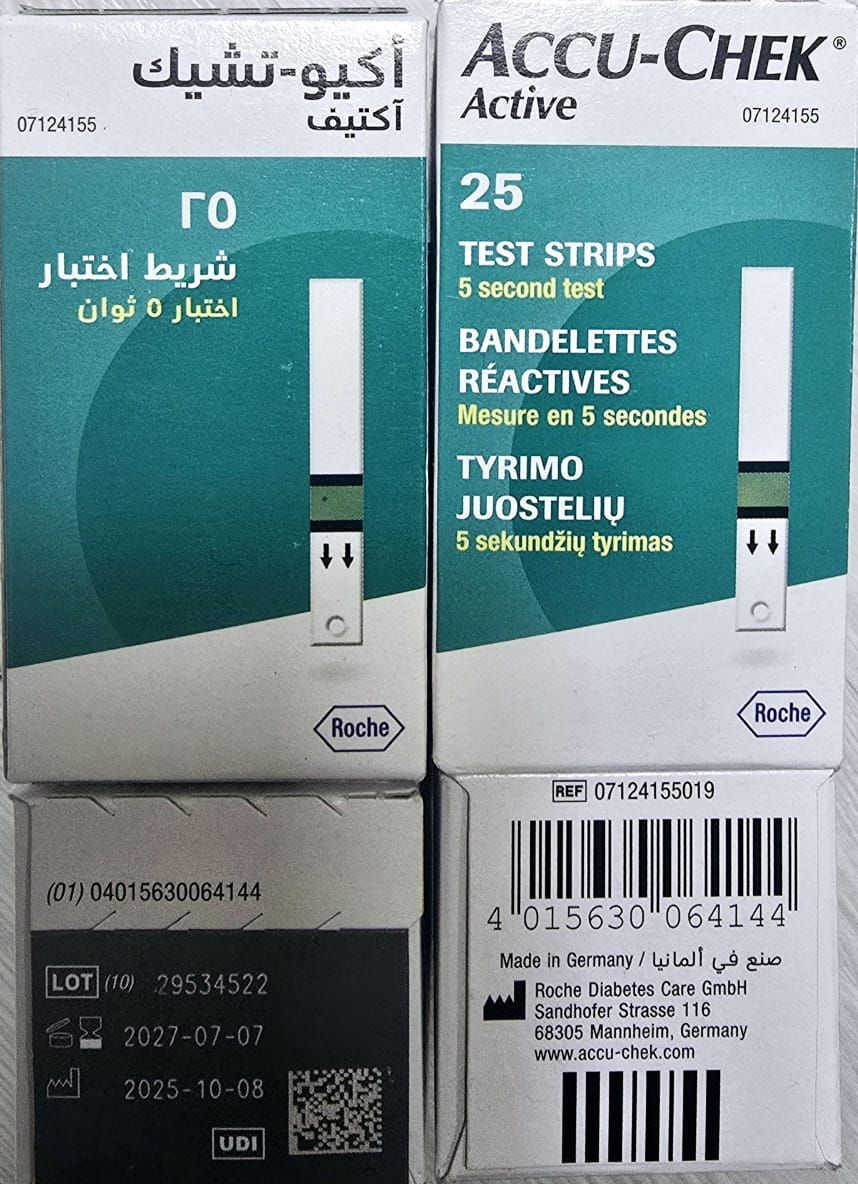 أكيو-تشيك
آكتيف
07124155
٢٥
شريط اختبار
اختبار ٥ ثوان
Roche
ACCU-CHEK®
Active
07124155
25
TEST STRIPS
5 second test
BANDELETTES
RÉACTIVES
Mesure en 5 secondes
TYRIMO
JUOSTELIŲ
5 sekundžių tyrimas
Roche
(01) 04015630064144
LOT (10) 29534522
2027-07-07
2025-10-08
UDI
REF 07124155019
4 015630 064144
Made in Germany / صنع في ألمانيا
Roche Diabetes Care GmbH
Sandhofer Strasse 116
68305 Mannheim, Germany
www.accu-chek.com